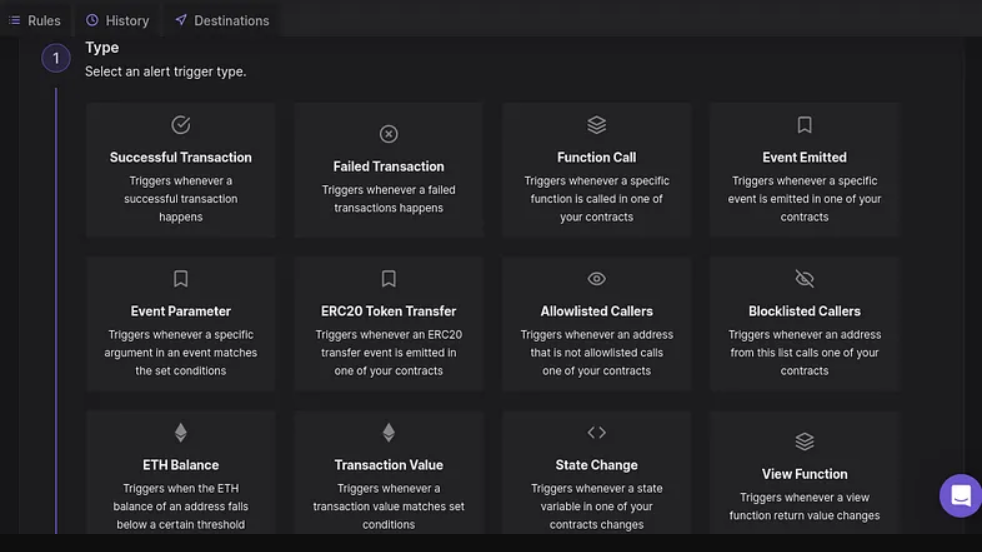 Rules
History
Destinations
1
Type
Select an alert trigger type.
Successful Transaction
Triggers whenever a
successful transaction
happens
Failed Transaction
Triggers whenever a failed
transactions happens
Function Call
Triggers whenever a specific
function is called in one of
your contracts
Event Emitted
Triggers whenever a specific
event is emitted in one of your
contracts
Event Parameter
Triggers whenever a specific
argument in an event matches
the set conditions
ERC20 Token Transfer
Triggers whenever an ERC20
transfer event is emitted in
one of your contracts
Allowlisted Callers
Triggers whenever an address
that is not allowlisted calls
one of your contracts
Blocklisted Callers
Triggers whenever an address
from this list calls one of your
contracts
ETH Balance
Triggers when the ETH
balance of an address falls
below a certain threshold
Transaction Value
Triggers whenever a
transaction value matches set
conditions
State Change
Triggers whenever a state
variable in one of your
contracts changes
View Function
Triggers whenever a view
function return value changes